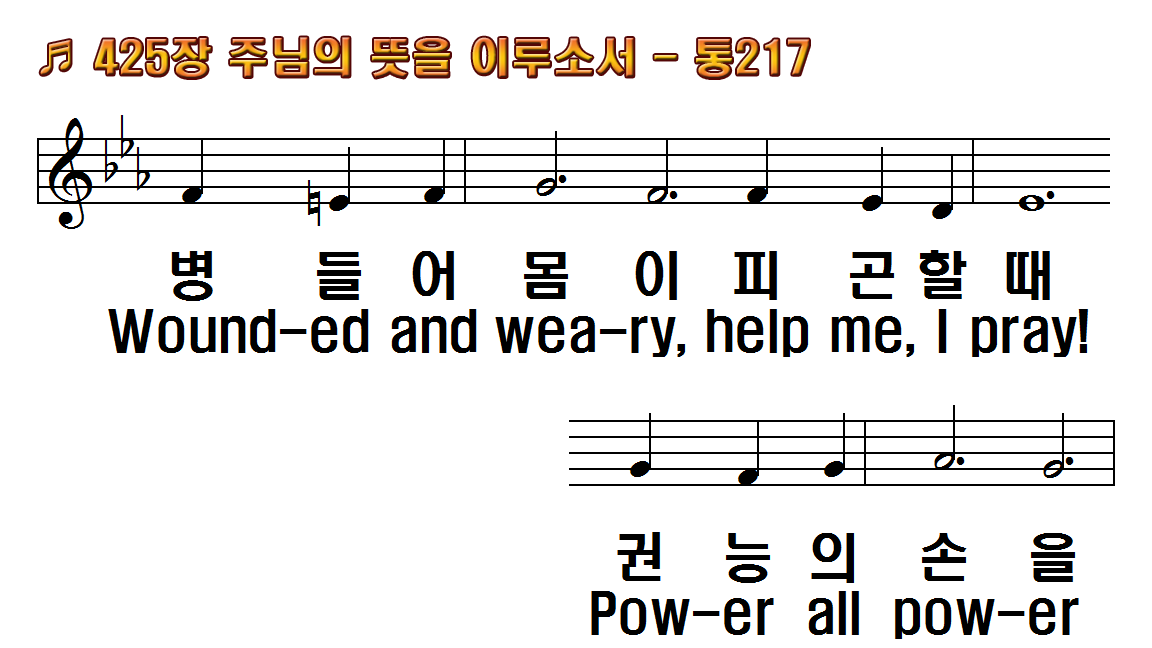 ♬ 425장 주님의 뜻을 이루소서 - 통217
병 들 어 몸 이 피 곤 할 때
Wound-ed and wea-ry, help me, I pray!
권 능 의 손 을
Pow-er all pow-er